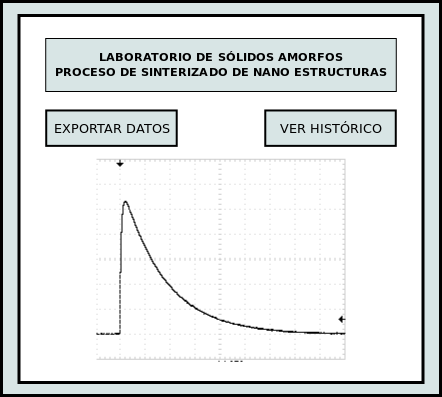 LABORATORIO DE SÓLIDOS AMORFOS
PROCESO DE SINTERIZADO DE NANO ESTRUCTURAS
EXPORTAR DATOS
VER HISTÓRICO